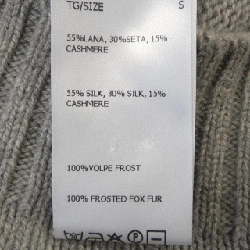 TG/SIZE S
55%LANA, 30%SETA, 15%
CASHMERE
55% SILK, 30% SILK, 15%
CASHMERE
100%VOLPE FROST
100% FROSTED FOX FUR